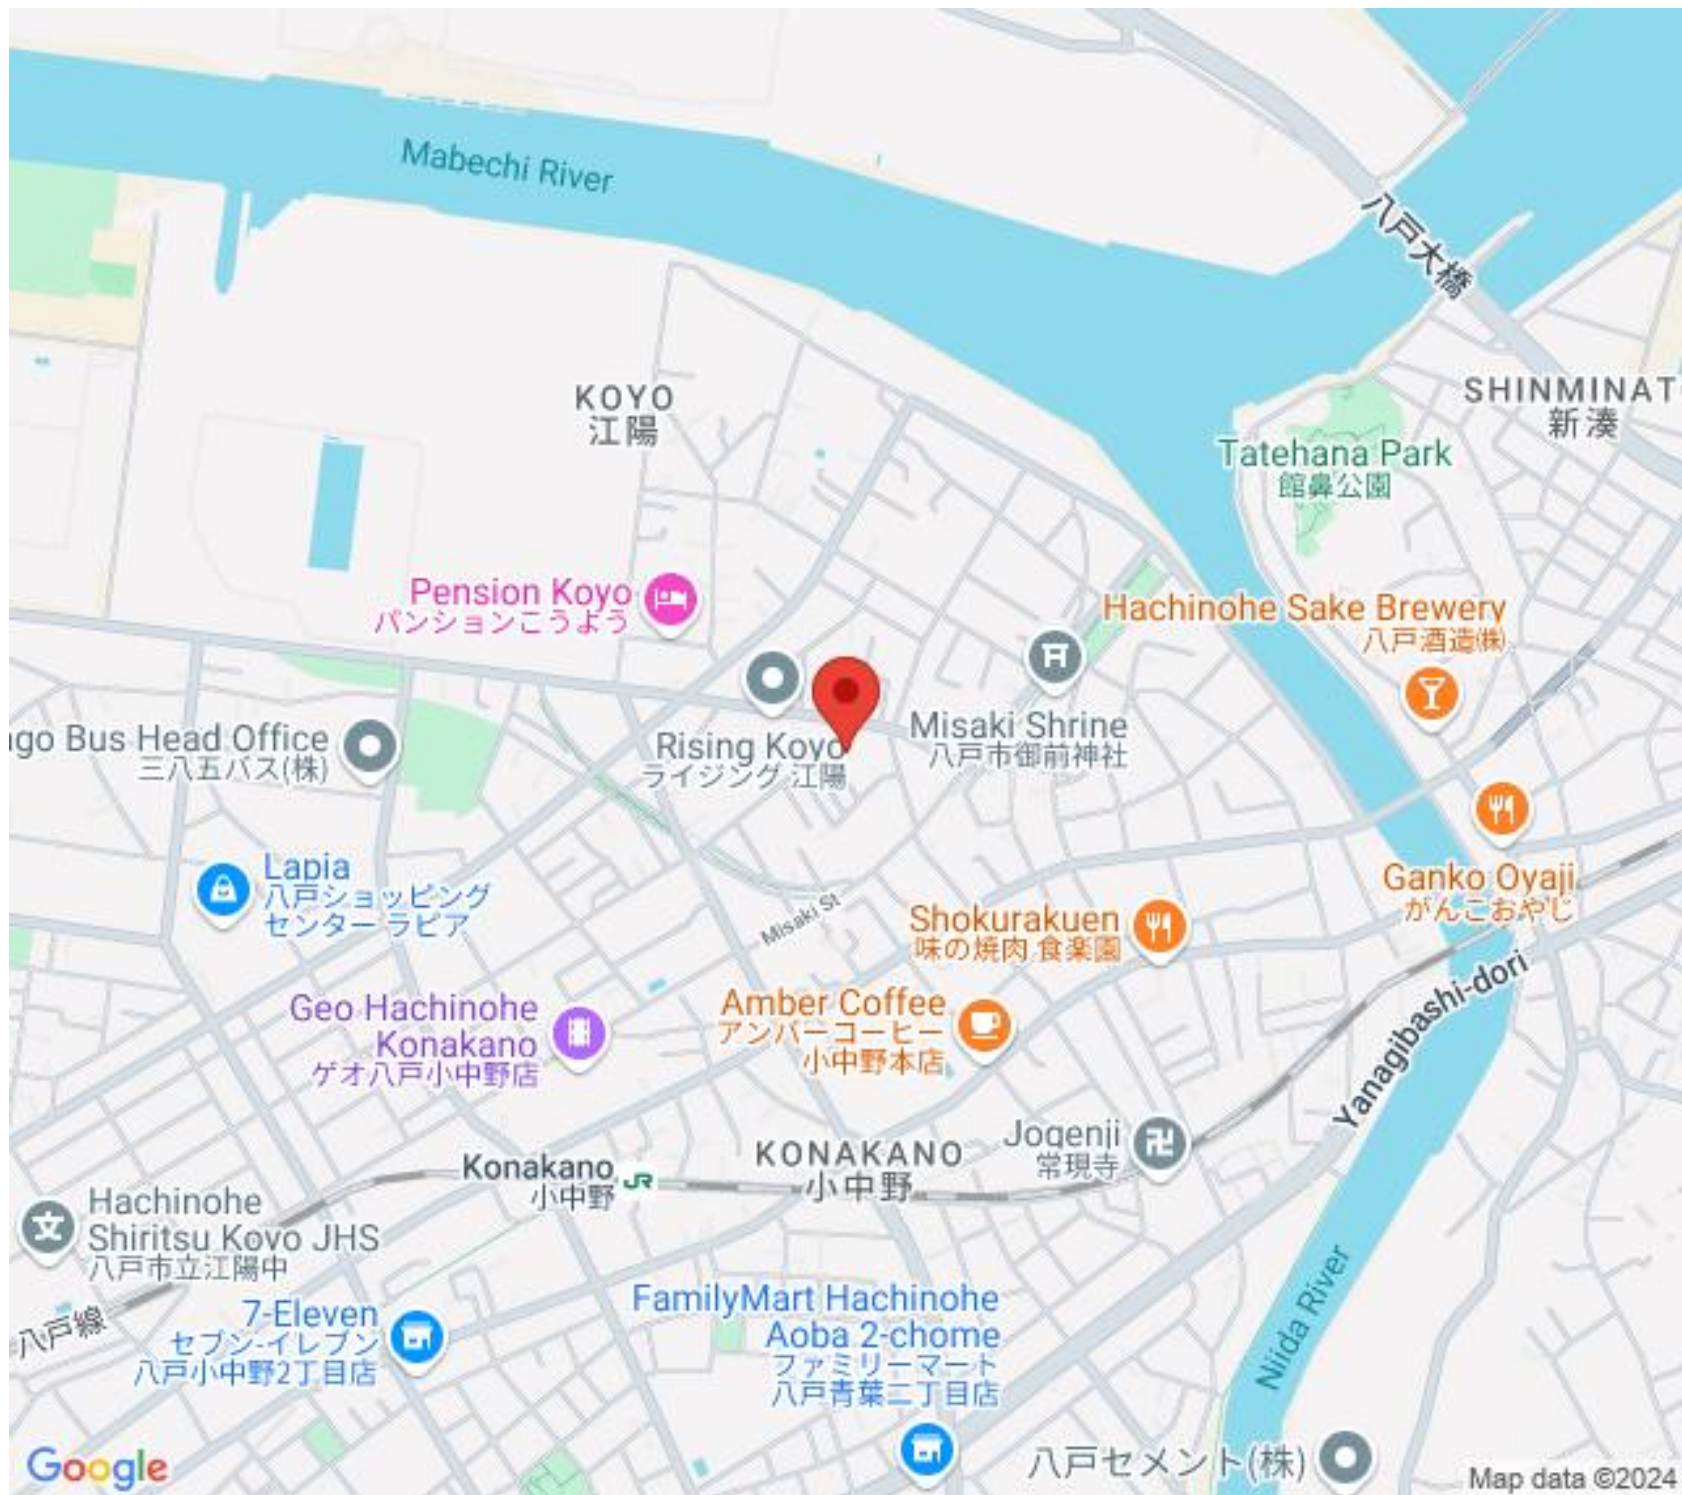 Mabechi River
八戸大橋
KOYO
江陽
SHINMINAT
新湊
Tatehana Park
館鼻公園
Pension Koyo
パンションこうよう
Hachinohe Sake Brewery
八戸酒造㈱
Misaki Shrine
八戸市御前神社
Rising Koyo
ライジング 江陽
go Bus Head Office
三八五バス(株)
Lapia
八戸ショッピング
センター ラピア
Misaki St
Ganko Oyaji
がんこおやじ
Shokurakuen
味の焼肉 食楽園
Yanagibashi-dori
Geo Hachinohe
Konakano
ゲオ八戸小中野店
Amber Coffee
アンバーコーヒー
小中野本店
Jogenji
常現寺
KONAKANO
小中野
Konakano
小中野
JR
Hachinohe
Shiritsu Koyo JHS
八戸市立江陽中
八戸線
7-Eleven
セブン-イレブン
八戸小中野2丁目店
FamilyMart Hachinohe
Aoba 2-chome
ファミリーマート
八戸青葉二丁目店
Niida River
八戸セメント(株)
Google
Map data ©2024